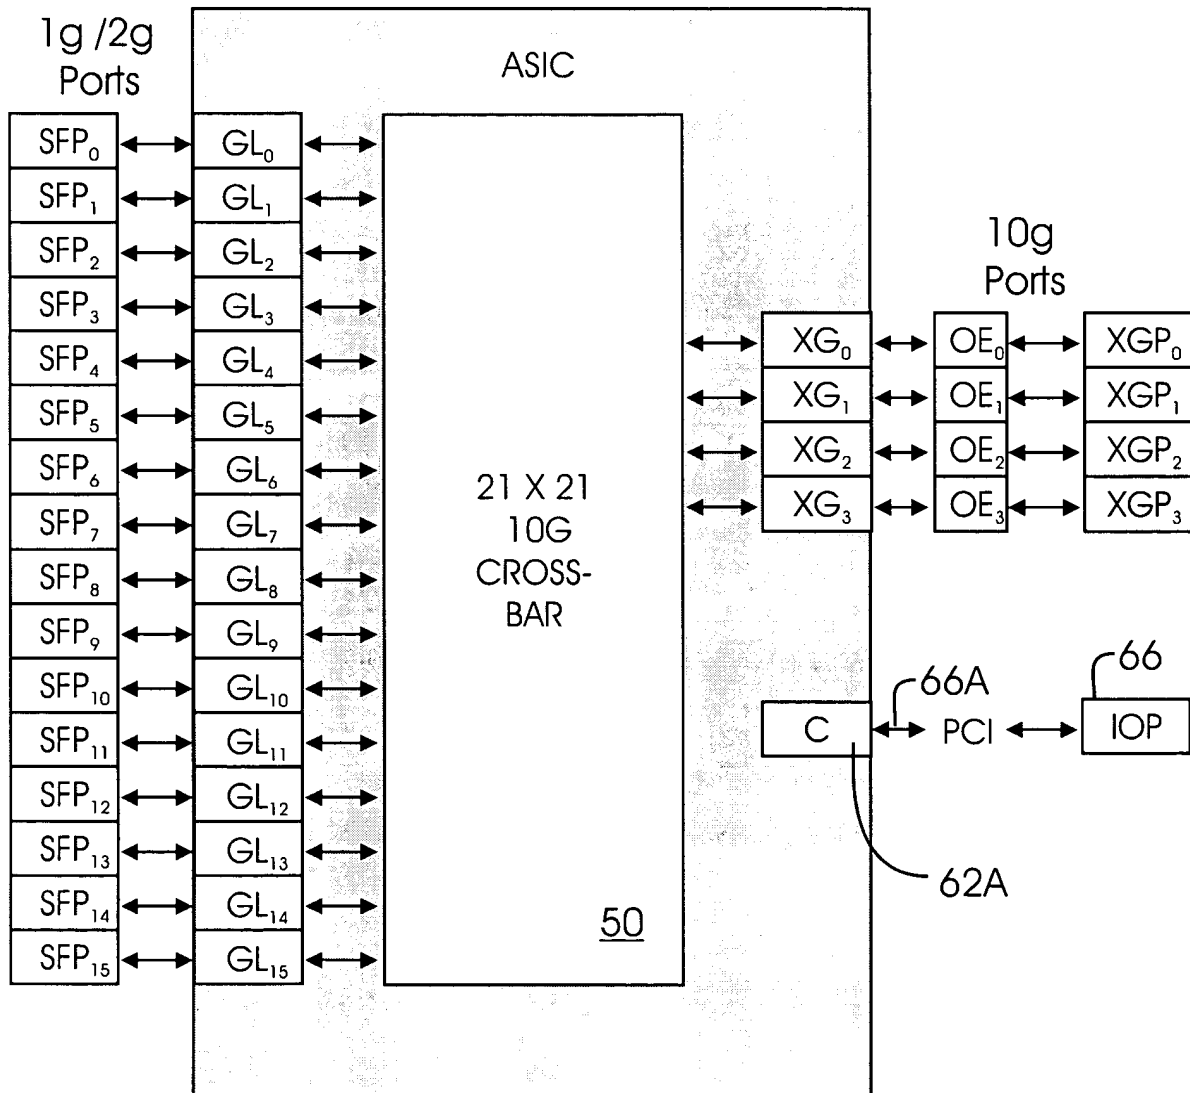 1g /2g
Ports
ASIC
SFP₀ GL₀
SFP₁ GL₁
SFP₂ GL₂
SFP₃ GL₃
SFP₄ GL₄
SFP₅ GL₅
SFP₆ GL₆
SFP₇ GL₇
SFP₈ GL₈
SFP₉ GL₉
SFP₁₀ GL₁₀
SFP₁₁ GL₁₁
SFP₁₂ GL₁₂
SFP₁₃ GL₁₃
SFP₁₄ GL₁₄
SFP₁₅ GL₁₅
21 X 21
10G
CROSS-
BAR
50
10g
Ports
XG₀ OE₀ XGP₀
XG₁ OE₁ XGP₁
XG₂ OE₂ XGP₂
XG₃ OE₃ XGP₃
66A
66
C PCI IOP
62A